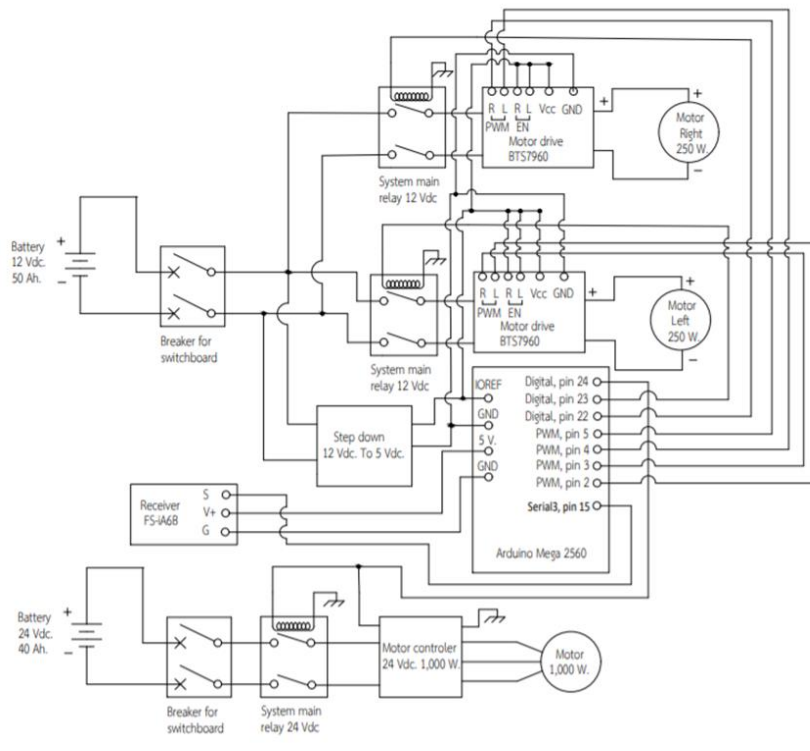 R L R L Vcc GND
PWM EN
Motor drive
BTS7960
+
+
Motor
Right
250 W.
−
System main
relay 12 Vdc
Battery
12 Vdc.
50 Ah.
+
−
Breaker for
switchboard
R L R L Vcc GND
PWM EN
Motor drive
BTS7960
+
+
Motor
Left
250 W.
−
System main
relay 12 Vdc
Step down
12 Vdc. To 5 Vdc.
IOREF
GND
5 V.
GND
Digital, pin 24
Digital, pin 23
Digital, pin 22
PWM, pin 5
PWM, pin 4
PWM, pin 3
PWM, pin 2
Serial3, pin 15
Arduino Mega 2560
Receiver
FS-iA6B
S
V+
G
Battery
24 Vdc.
40 Ah.
+
−
Breaker for
switchboard
System main
relay 24 Vdc
Motor controler
24 Vdc. 1,000 W.
Motor
1,000 W.